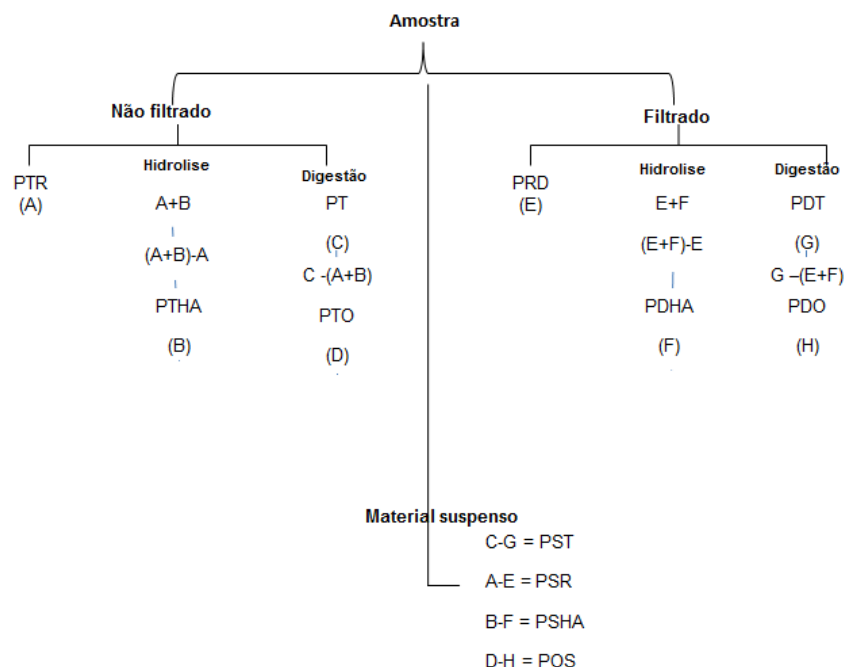 Amostra
Não filtrado
PTR
(A)
Hidrolise
A+B
(A+B)-A
PTHA
(B)
Digestão
PT
(C)
C -(A+B)
PTO
(D)
Filtrado
PRD
(E)
Hidrolise
E+F
(E+F)-E
PDHA
(F)
Digestão
PDT
(G)
G –(E+F)
PDO
(H)
Material suspenso
C-G = PST
A-E = PSR
B-F = PSHA
D-H = POS